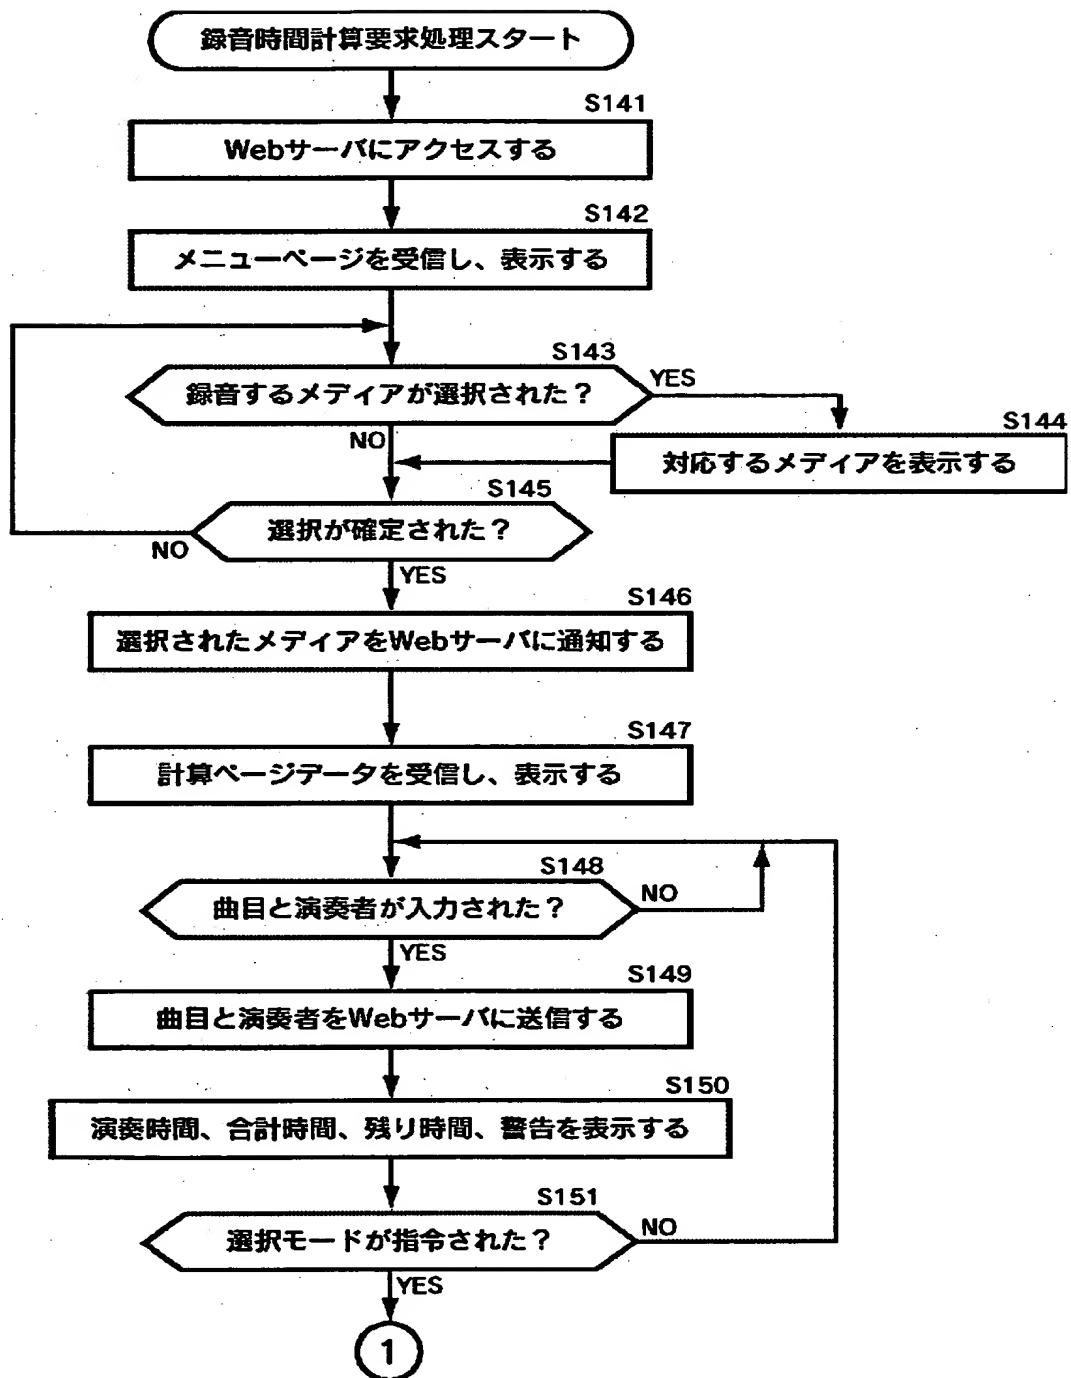 録音時間計算要求処理スタート
S141
Webサーバにアクセスする
S142
メニューページを受信し、表示する
S143
録音するメディアが選択された？
YES
NO
S144
対応するメディアを表示する
S145
選択が確定された？
NO
YES
S146
選択されたメディアをWebサーバに通知する
S147
計算ページデータを受信し、表示する
S148
曲目と演奏者が入力された？
NO
YES
S149
曲目と演奏者をWebサーバに送信する
S150
演奏時間、合計時間、残り時間、警告を表示する
S151
選択モードが指令された？
NO
YES
1